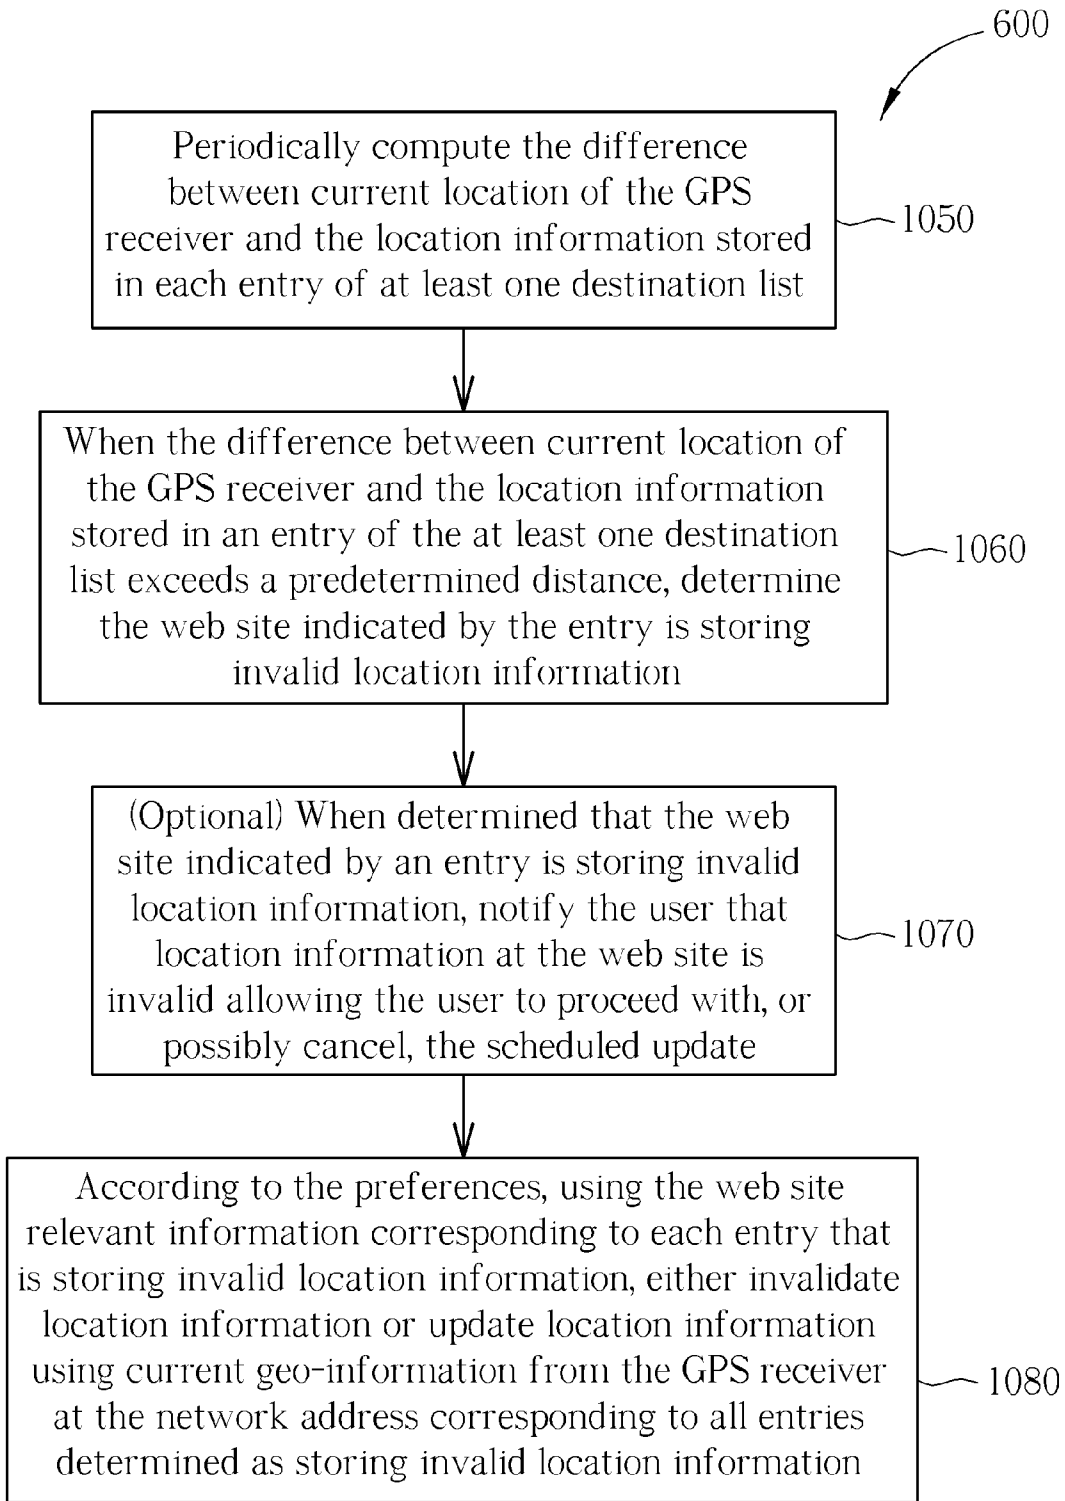 600
Periodically compute the difference
between current location of the GPS
receiver and the location information stored
in each entry of at least one destination list
1050
When the difference between current location of
the GPS receiver and the location information
stored in an entry of the at least one destination
list exceeds a predetermined distance, determine
the web site indicated by the entry is storing
invalid location information
1060
(Optional) When determined that the web
site indicated by an entry is storing invalid
location information, notify the user that
location information at the web site is
invalid allowing the user to proceed with, or
possibly cancel, the scheduled update
1070
According to the preferences, using the web site
relevant information corresponding to each entry that
is storing invalid location information, either invalidate
location information or update location information
using current geo-information from the GPS receiver
at the network address corresponding to all entries
determined as storing invalid location information
1080